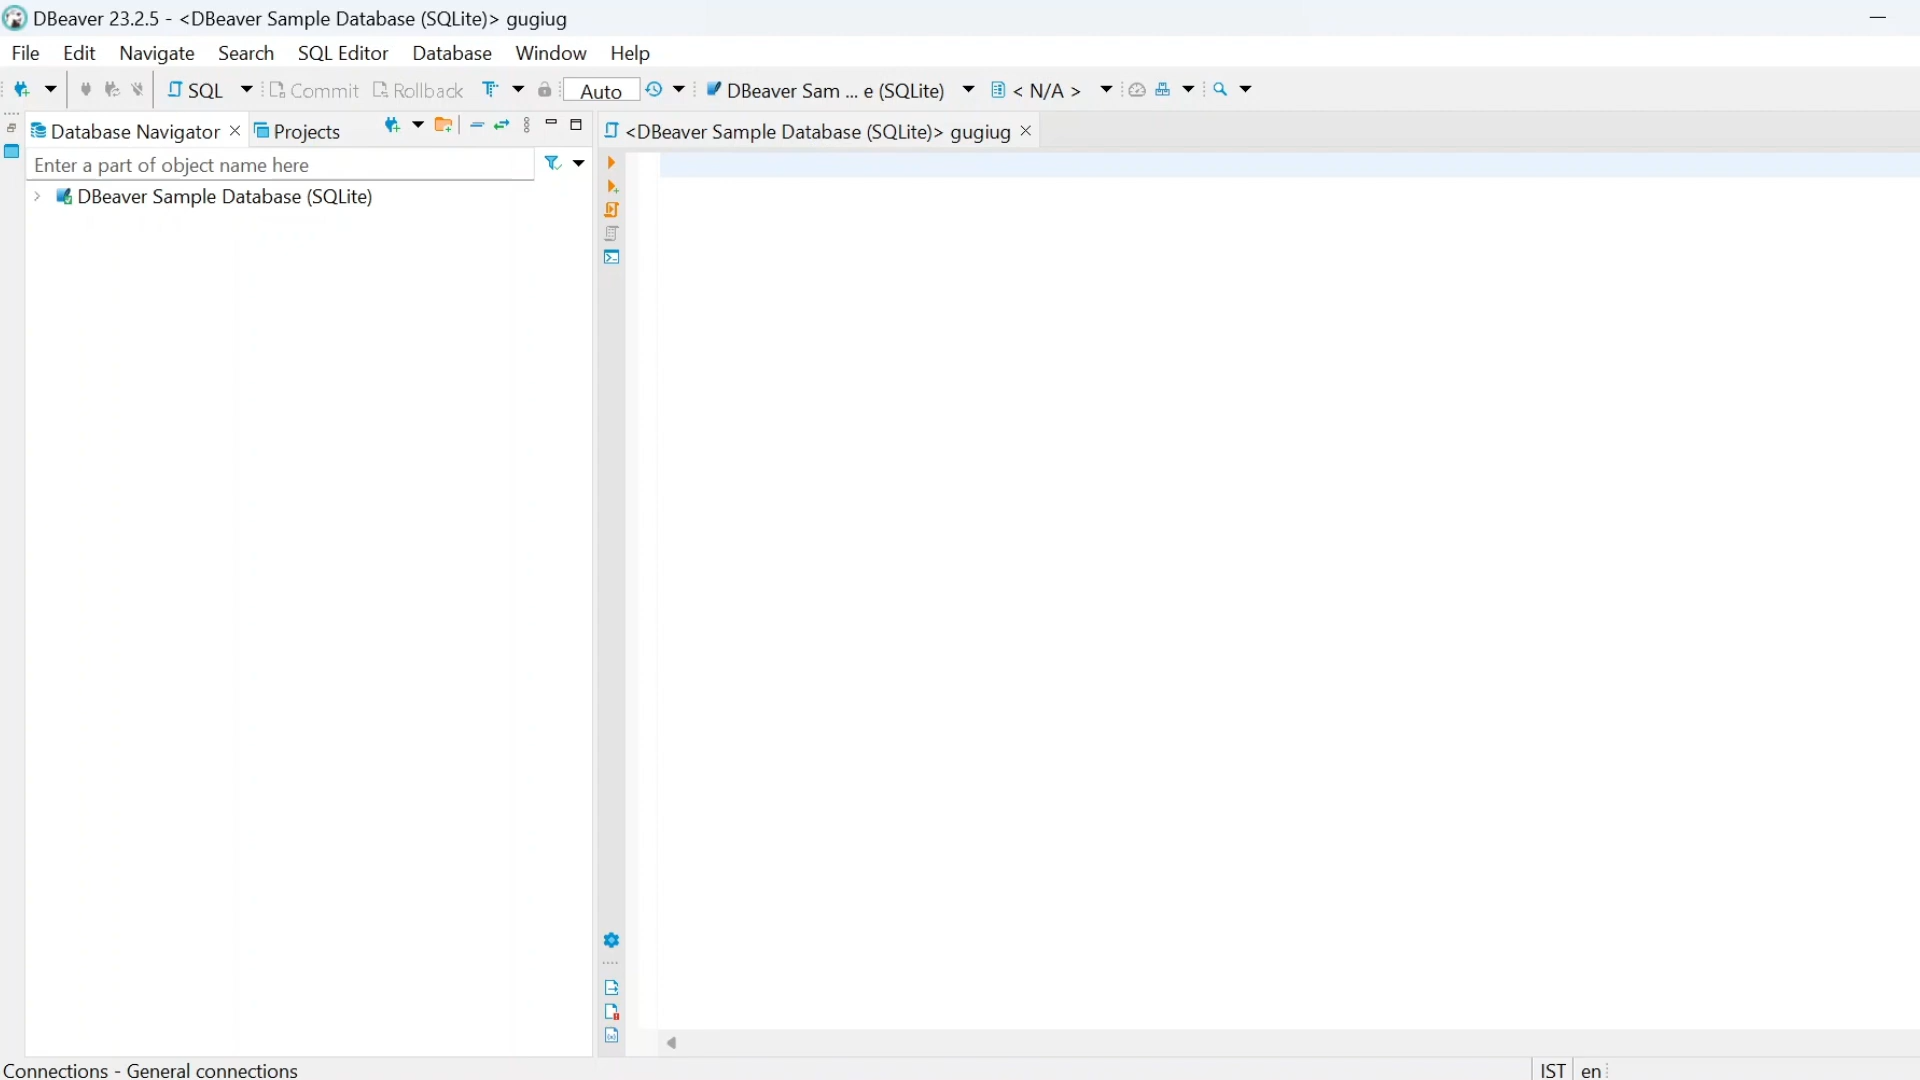 DBeaver 23.2.5 - <DBeaver Sample Database (SQLite)> gugiug
File Edit Navigate Search SQL Editor Database Window Help
SQL Commit Rollback Auto DBeaver Sam ... e (SQLite) < N/A >
Database Navigator Projects <DBeaver Sample Database (SQLite)> gugiug
Enter a part of object name here
DBeaver Sample Database (SQLite)
Connections - General connections IST en